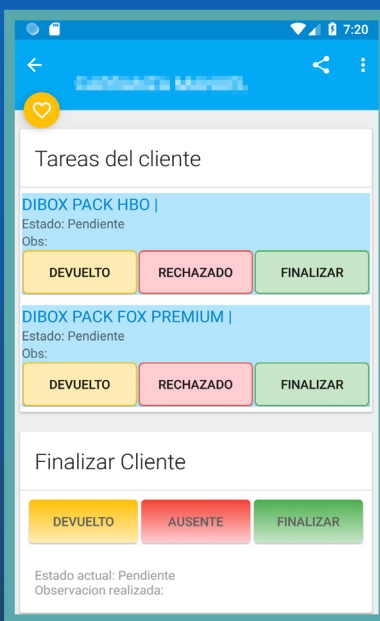 7:20
Tareas del cliente
DIBOX PACK HBO |
Estado: Pendiente
Obs:
DEVUELTO RECHAZADO FINALIZAR
DIBOX PACK FOX PREMIUM |
Estado: Pendiente
Obs:
DEVUELTO RECHAZADO FINALIZAR
Finalizar Cliente
DEVUELTO AUSENTE FINALIZAR
Estado actual: Pendiente
Observacion realizada: